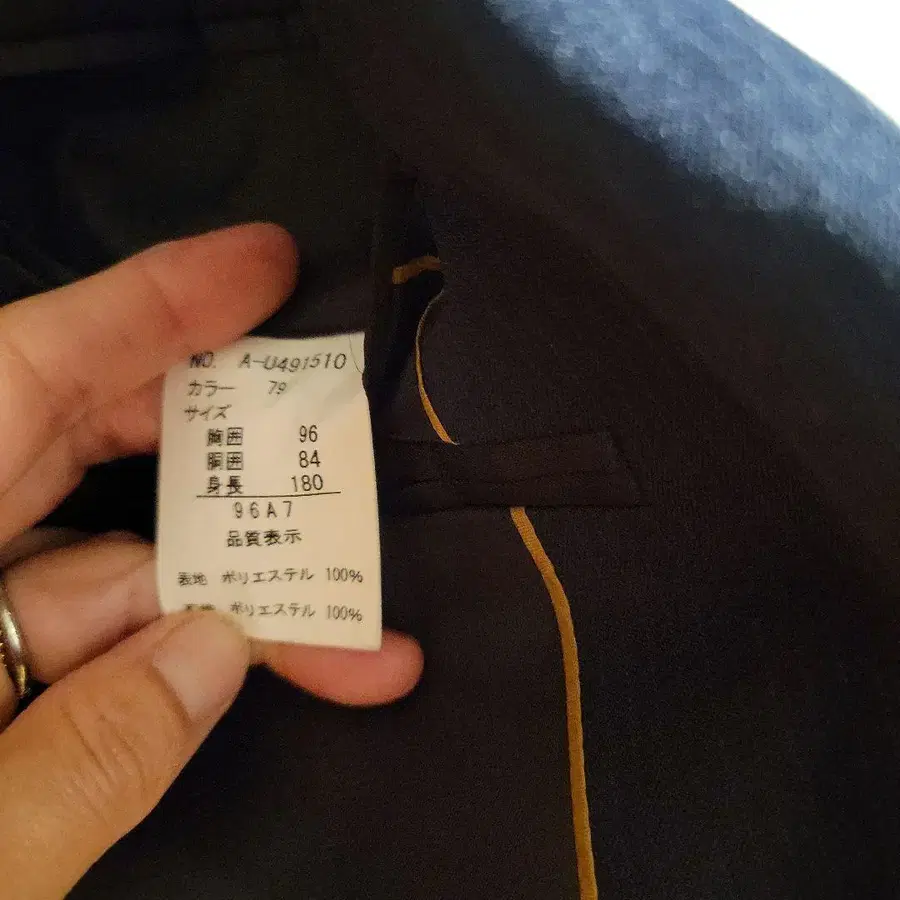 NO. A-U491510
カラー 79
サイズ
胸囲 96
胴囲 84
身長 180
96A7
品質表示
表地 ポリエステル 100%
ポリエステル 100%